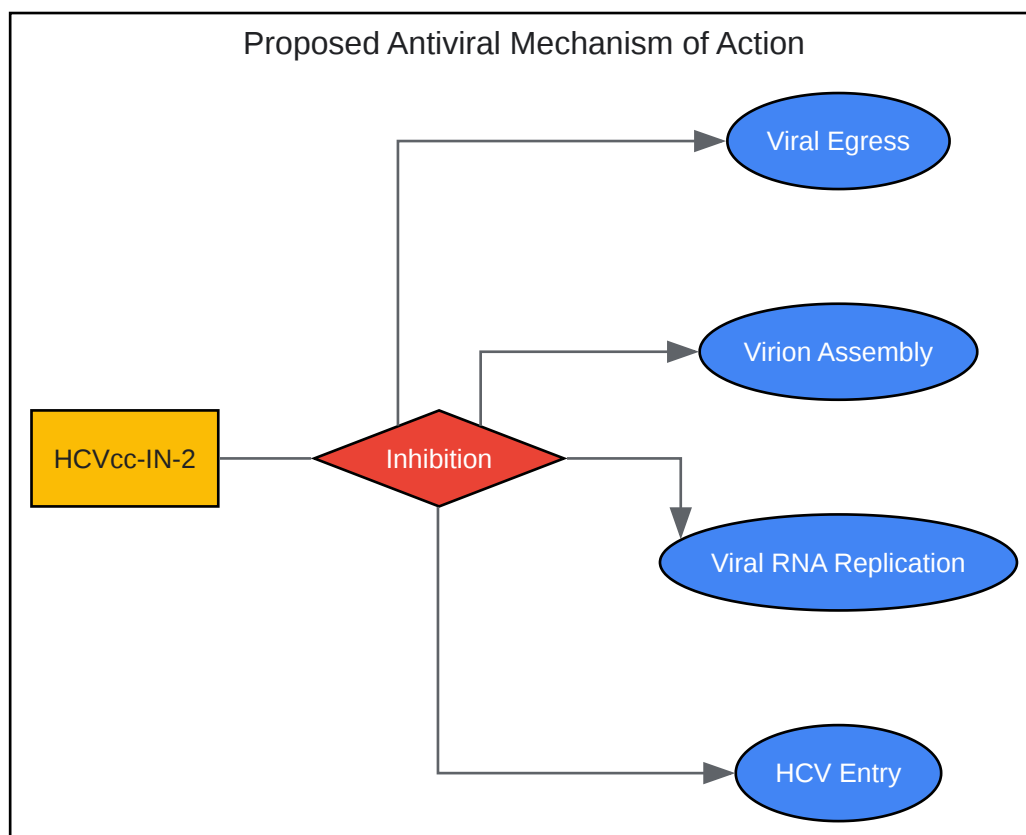 Proposed Antiviral Mechanism of Action
Viral Egress
Virion Assembly
HCVcc-IN-2
Inhibition
Viral RNA Replication
HCV Entry